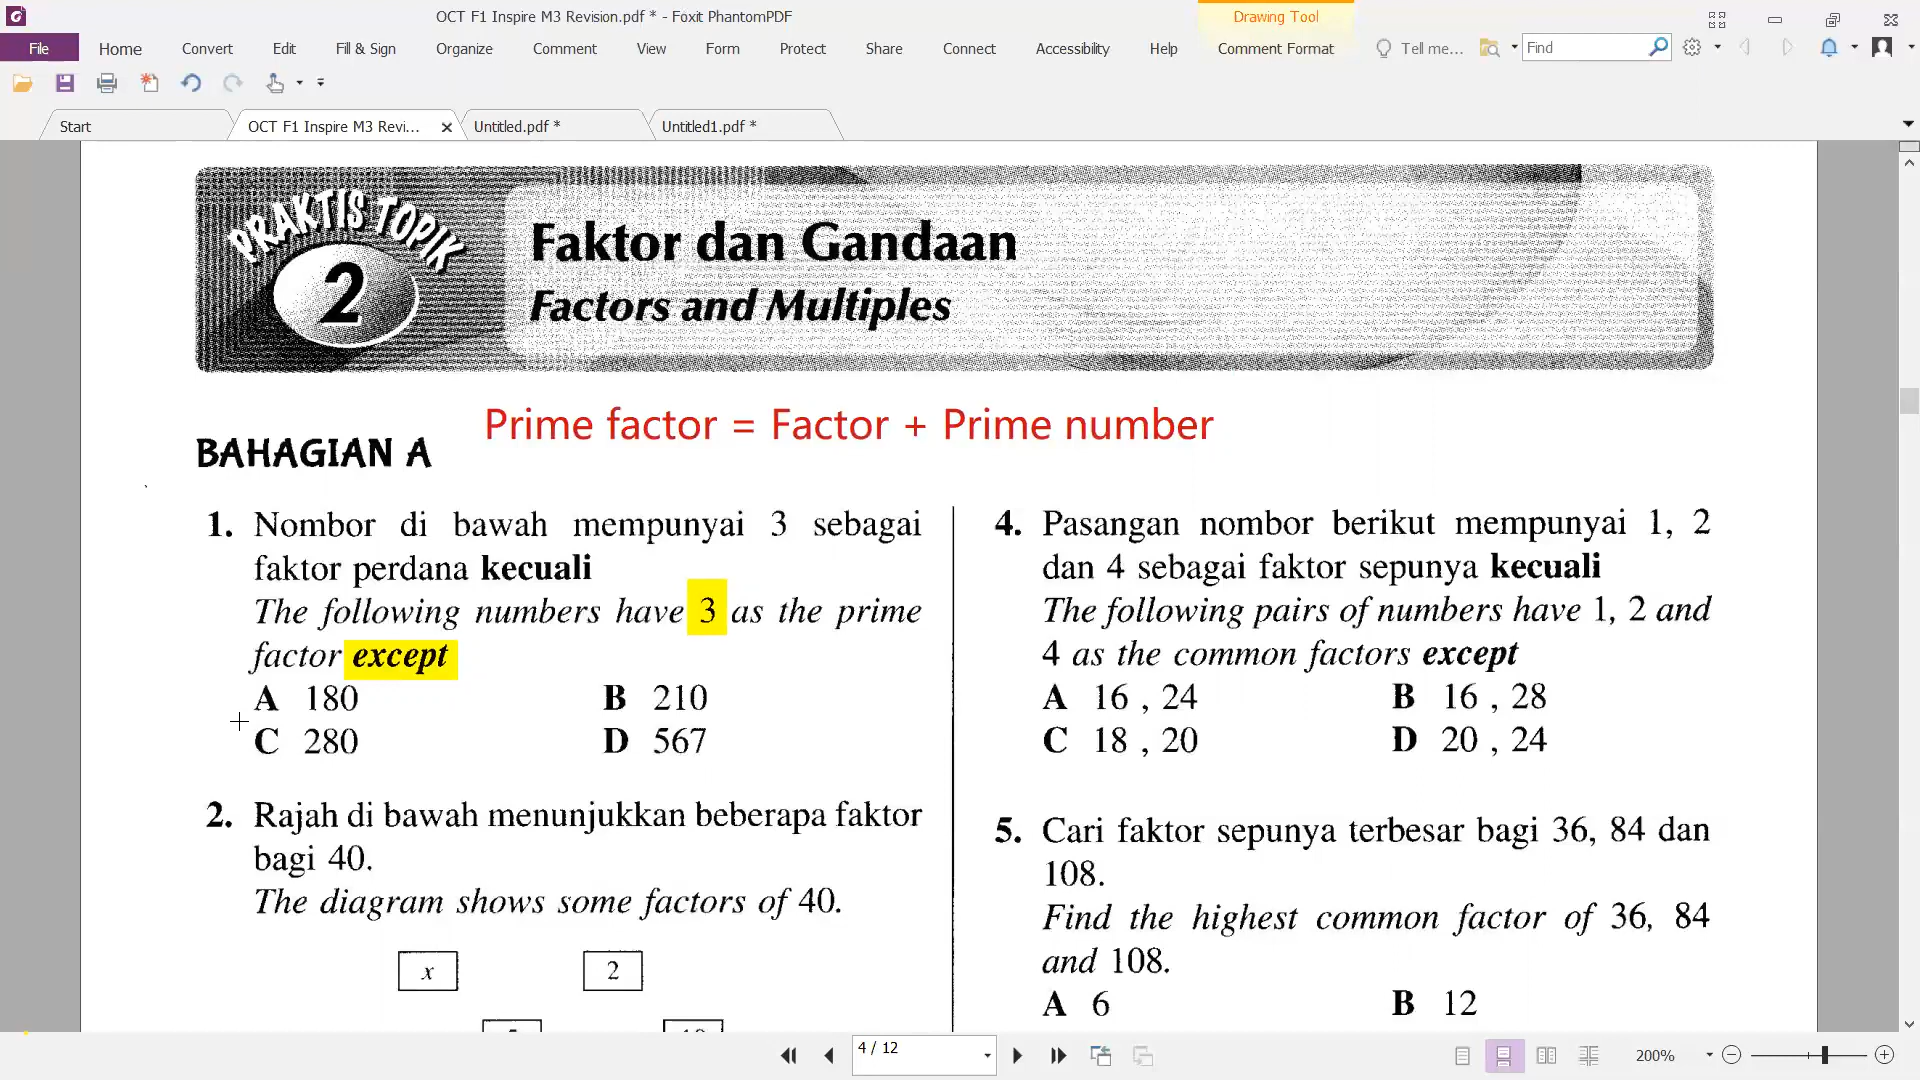 OCT F1 Inspire M3 Revision.pdf * - Foxit PhantomPDF
Drawing Tool
File Home Convert Edit Fill & Sign Organize Comment View Form Protect Share Connect Accessibility Help Comment Format Tell me... Find
Start
OCT F1 Inspire M3 Revi...
Untitled.pdf *
Untitled1.pdf *
PRAKTIS TOPIK
2
Faktor dan Gandaan
Factors and Multiples
Prime factor = Factor + Prime number
BAHAGIAN A
1. Nombor di bawah mempunyai 3 sebagai
faktor perdana kecuali
The following numbers have 3 as the prime
factor except
A 180 B 210
C 280 D 567
2. Rajah di bawah menunjukkan beberapa faktor
bagi 40.
The diagram shows some factors of 40.
x 2
4. Pasangan nombor berikut mempunyai 1, 2
dan 4 sebagai faktor sepunya kecuali
The following pairs of numbers have 1, 2 and
4 as the common factors except
A 16 , 24 B 16 , 28
C 18 , 20 D 20 , 24
5. Cari faktor sepunya terbesar bagi 36, 84 dan
108.
Find the highest common factor of 36, 84
and 108.
A 6 B 12
4 / 12
200%